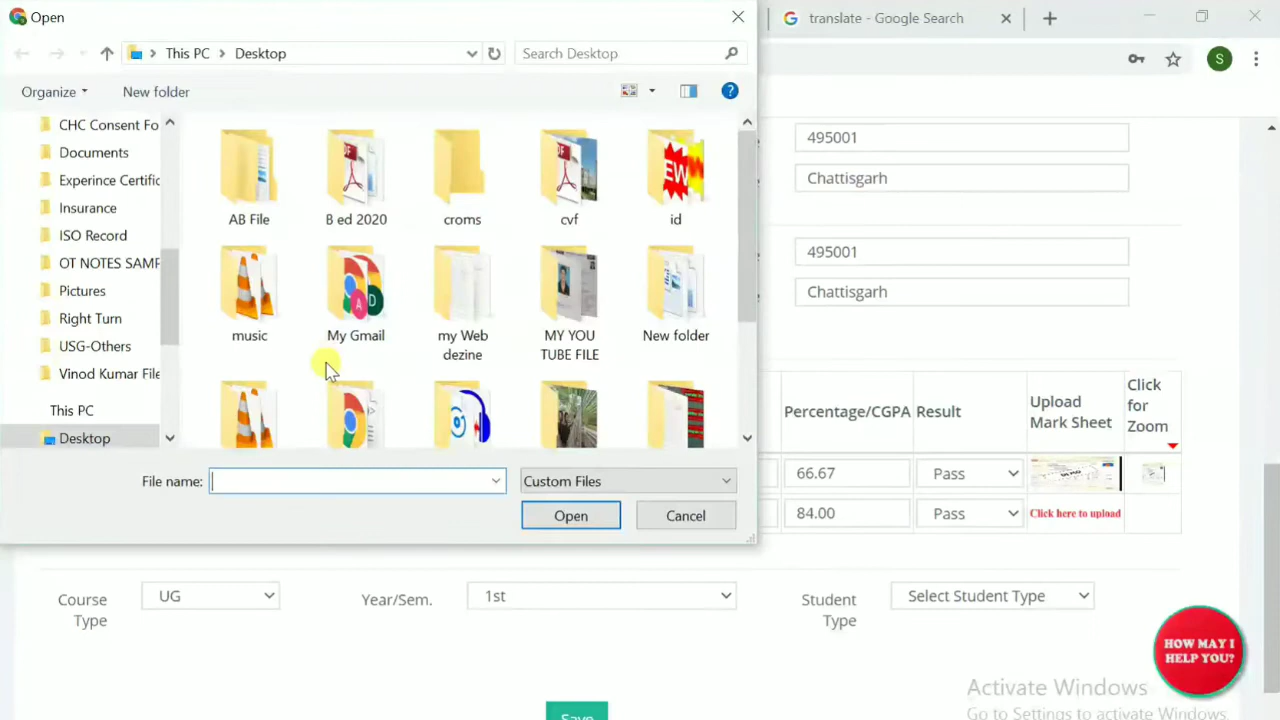 Open
translate - Google Search
This PC
Desktop
Search Desktop
S
Organize
New folder
?
CHC Consent Fo
Documents
Experince Certific
Insurance
ISO Record
OT NOTES SAMP
Pictures
Right Turn
USG-Others
Vinod Kumar File
This PC
Desktop
AB File
B ed 2020
croms
cvf
id
music
My Gmail
my Web
dezine
MY YOU
TUBE FILE
New folder
File name:
Custom Files
Open
Cancel
495001
Chattisgarh
495001
Chattisgarh
Percentage/CGPA
Result
Upload
Mark Sheet
Click
for
Zoom
66.67
Pass
84.00
Pass
Click here to upload
Course
Type
UG
Year/Sem.
1st
Student
Type
Select Student Type
HOW MAY I
HELP YOU?
Save
Activate Windows
Go to Settings to activate Windows.